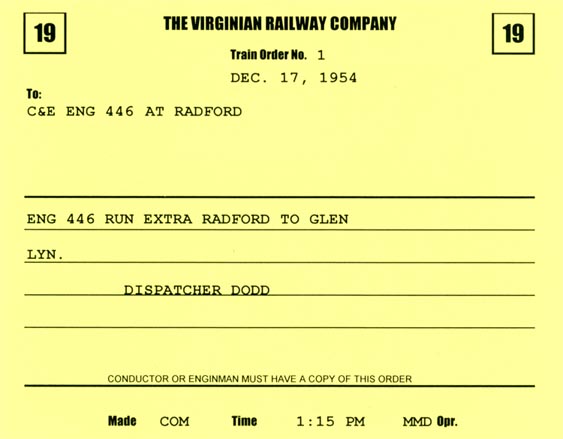 19 THE VIRGINIAN RAILWAY COMPANY 19
Train Order No. 1
DEC. 17, 1954
To:
C&E ENG 446 AT RADFORD
ENG 446 RUN EXTRA RADFORD TO GLEN
LYN.
DISPATCHER DODD
CONDUCTOR OR ENGINMAN MUST HAVE A COPY OF THIS ORDER
Made COM Time 1:15 PM MMD Opr.